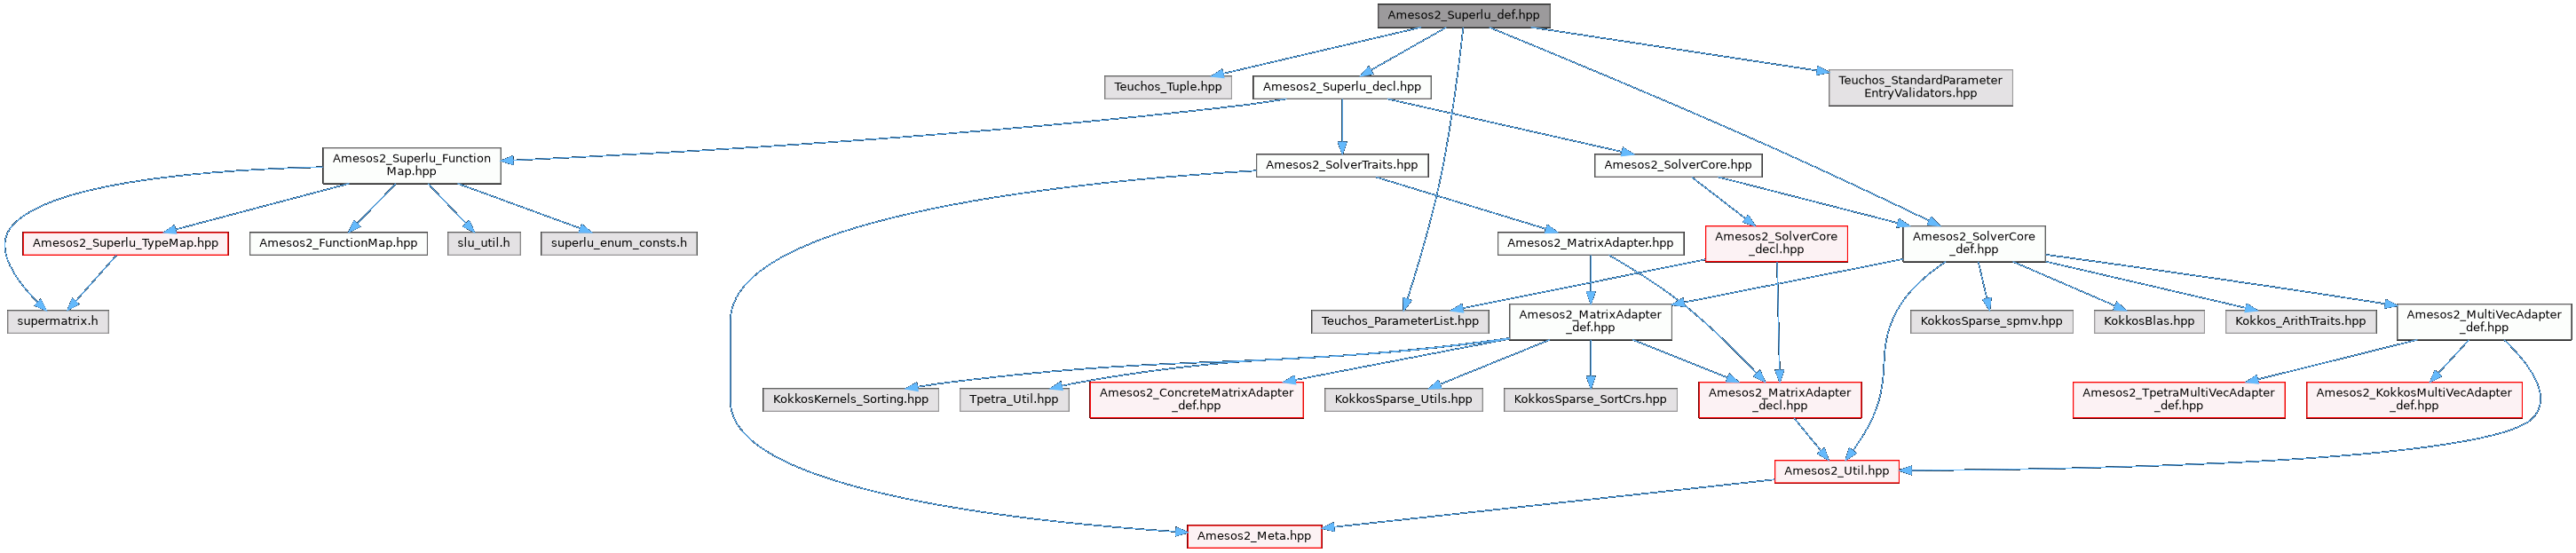 Amesos2_Superlu_def.hpp
Teuchos_Tuple.hpp
Amesos2_Superlu_decl.hpp
Teuchos_StandardParameter
EntryValidators.hpp
Amesos2_Superlu_Function
Map.hpp
Amesos2_SolverTraits.hpp
Amesos2_SolverCore.hpp
Amesos2_Superlu_TypeMap.hpp
Amesos2_FunctionMap.hpp
slu_util.h
superlu_enum_consts.h
Amesos2_MatrixAdapter.hpp
Amesos2_SolverCore
_decl.hpp
Amesos2_SolverCore
_def.hpp
supermatrix.h
Teuchos_ParameterList.hpp
Amesos2_MatrixAdapter
_def.hpp
KokkosSparse_spmv.hpp
KokkosBlas.hpp
Kokkos_ArithTraits.hpp
Amesos2_MultiVecAdapter
_def.hpp
KokkosKernels_Sorting.hpp
Tpetra_Util.hpp
Amesos2_ConcreteMatrixAdapter
_def.hpp
KokkosSparse_Utils.hpp
KokkosSparse_SortCrs.hpp
Amesos2_MatrixAdapter
_decl.hpp
Amesos2_TpetraMultiVecAdapter
_def.hpp
Amesos2_KokkosMultiVecAdapter
_def.hpp
Amesos2_Util.hpp
Amesos2_Meta.hpp